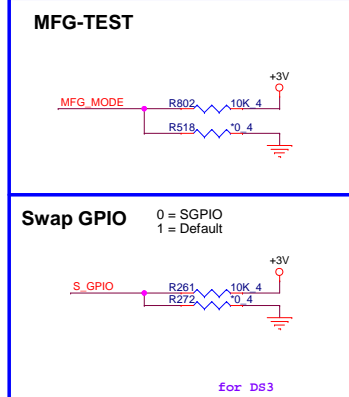 MFG-TEST
+3V
MFG_MODE
R802
10K_4
R518
*0_4
Swap GPIO
0 = SGPIO
1 = Default
+3V
S_GPIO
R261
10K_4
R272
*0_4
for DS3